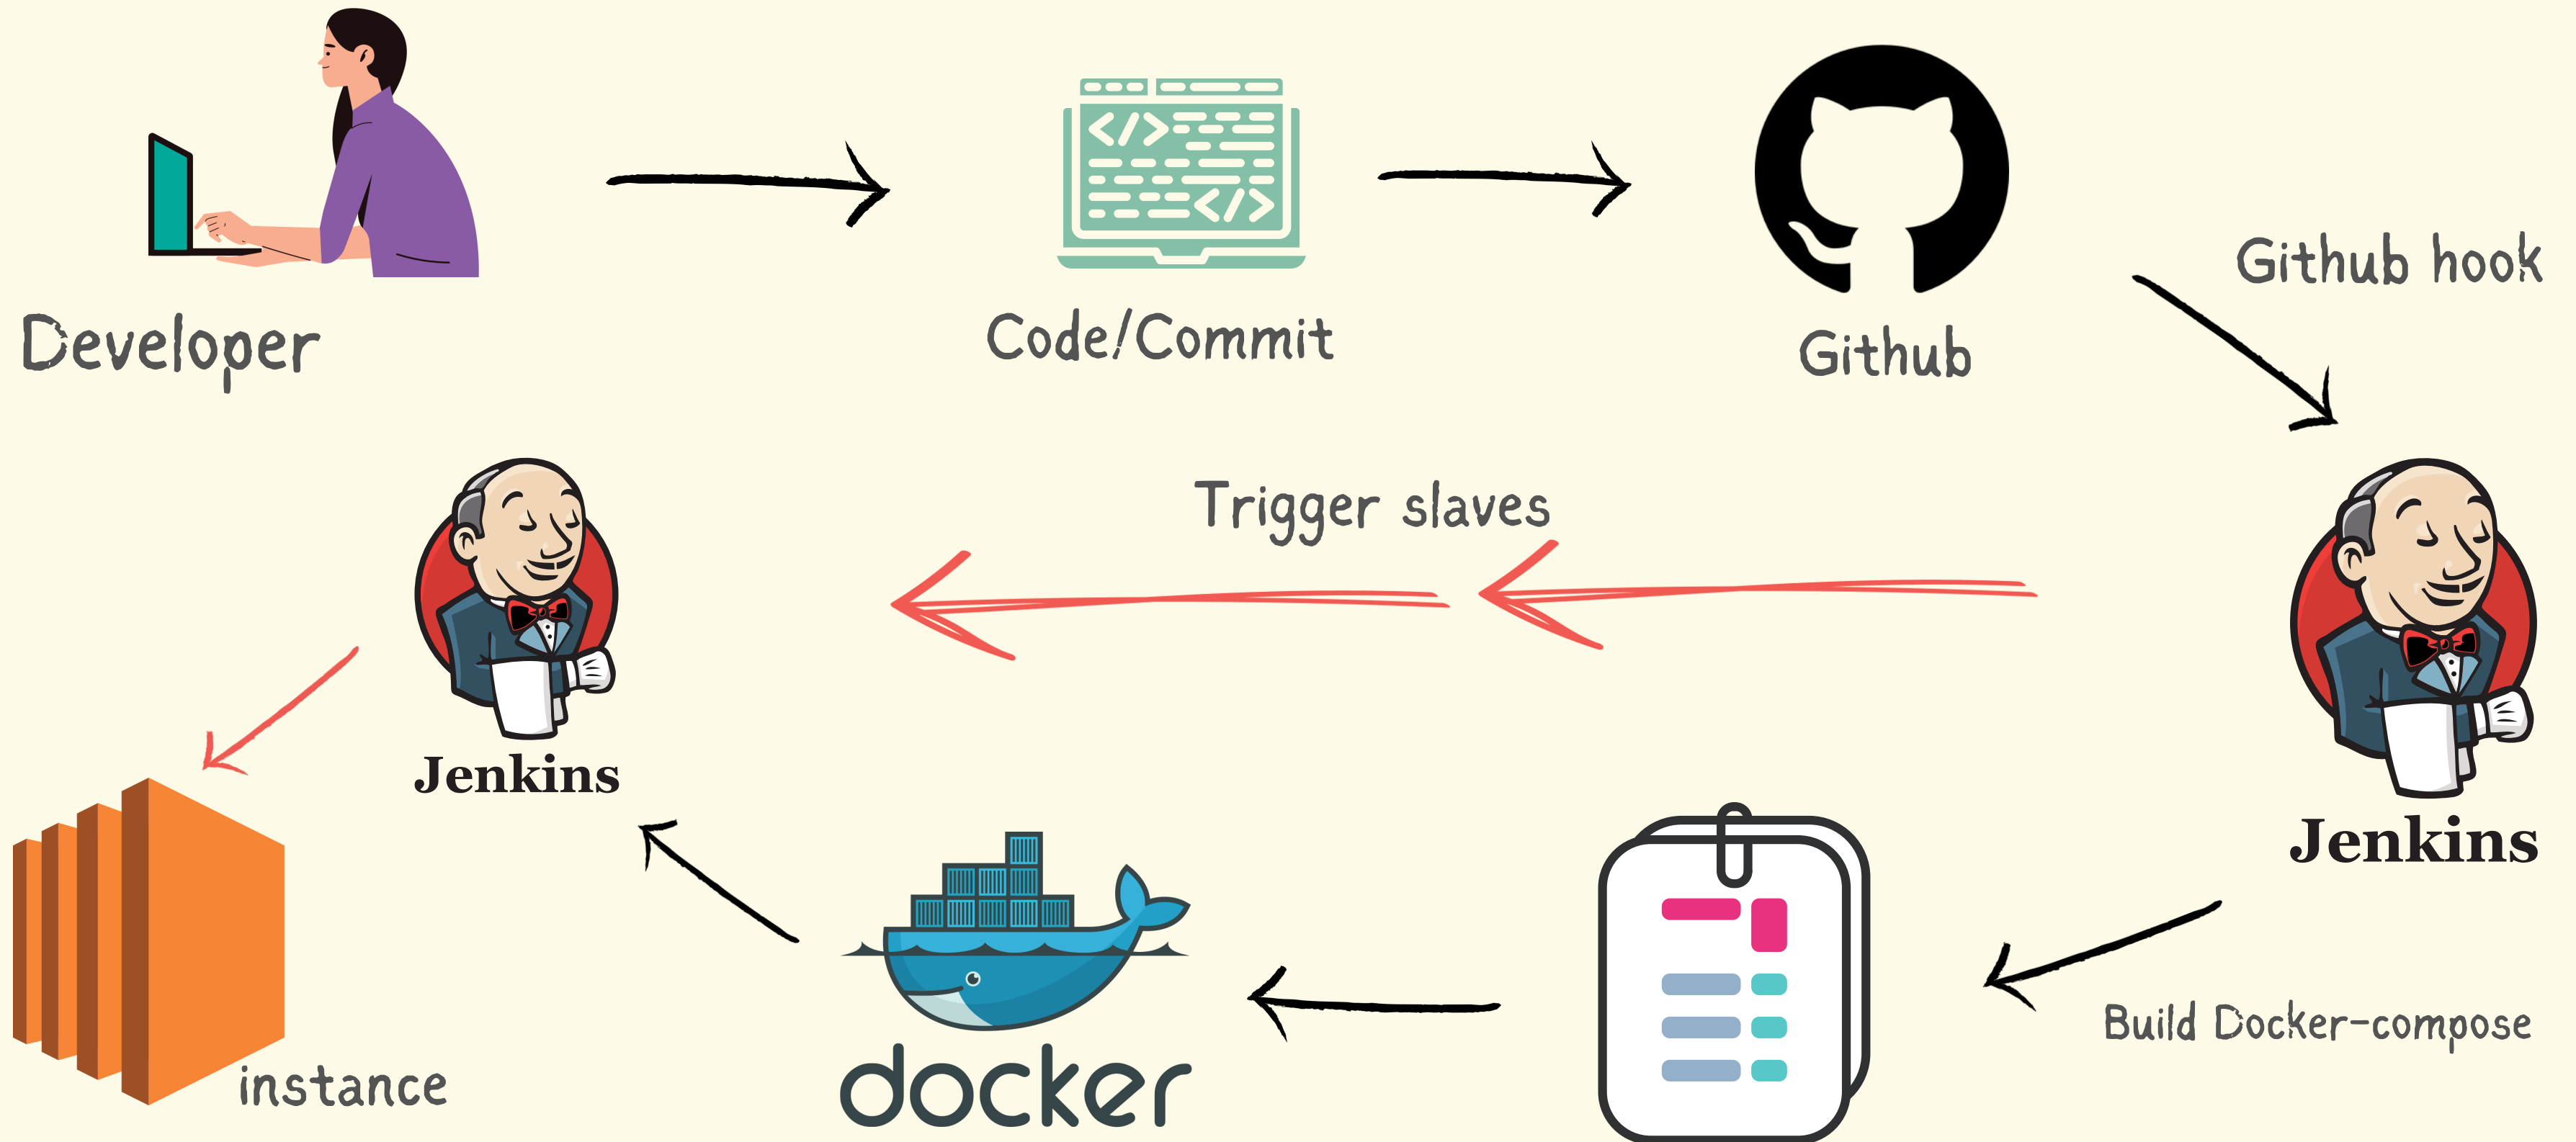 Developer
Code/Commit
Github
Github hook
Trigger slaves
Jenkins
Jenkins
Build Docker-compose
docker
instance